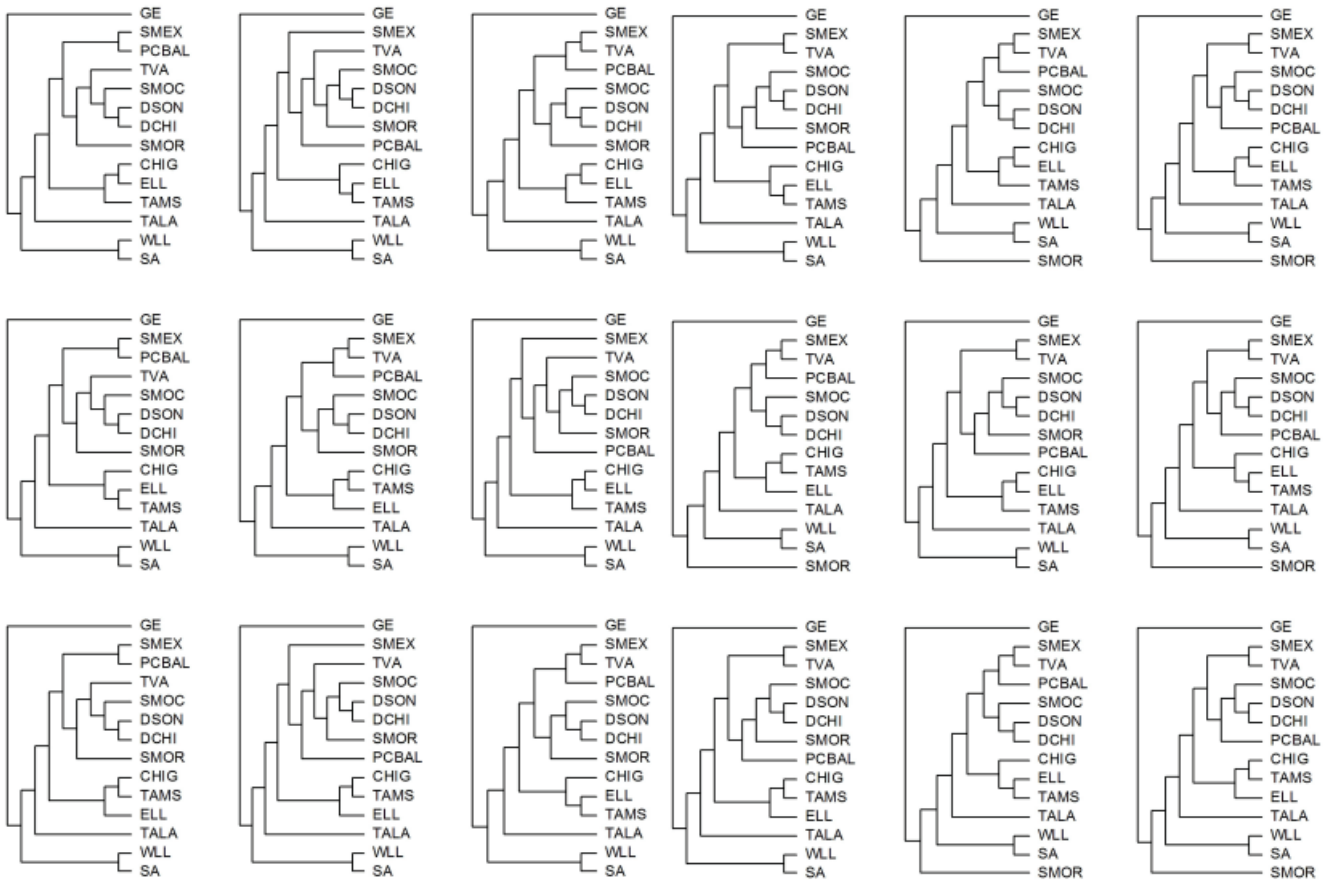 GE GE GE GE GE GE
SMEX SMEX SMEX SMEX SMEX SMEX
PCBAL TVA TVA TVA TVA TVA
TVA SMOC PCBAL SMOC PCBAL SMOC
SMOC DSON SMOC DSON SMOC DSON
DSON DCHI DSON DCHI DSON DCHI
DCHI SMOR DCHI SMOR DCHI PCBAL
SMOR PCBAL SMOR PCBAL CHIG CHIG
CHIG CHIG CHIG CHIG ELL ELL
ELL ELL ELL ELL TAMS TAMS
TAMS TAMS TAMS TAMS TALA TALA
TALA TALA TALA TALA WLL WLL
WLL WLL WLL WLL SA SA
SA SA SA SA SMOR SMOR
GE GE GE GE GE GE
SMEX SMEX SMEX SMEX SMEX SMEX
PCBAL TVA TVA TVA TVA TVA
TVA PCBAL SMOC PCBAL SMOC SMOC
SMOC SMOC DSON SMOC DSON DSON
DSON DSON DCHI DSON DCHI DCHI
DCHI DCHI SMOR DCHI SMOR PCBAL
SMOR SMOR PCBAL CHIG PCBAL CHIG
CHIG CHIG CHIG TAMS CHIG ELL
ELL TAMS ELL ELL ELL TAMS
TAMS ELL TAMS TALA TAMS TALA
TALA TALA TALA WLL TALA WLL
WLL WLL WLL SA WLL SA
SA SA SA SMOR SA SMOR
GE GE GE GE GE GE
SMEX SMEX SMEX SMEX SMEX SMEX
PCBAL TVA TVA TVA TVA TVA
TVA SMOC PCBAL SMOC PCBAL SMOC
SMOC DSON SMOC DSON SMOC DSON
DSON DCHI DSON DCHI DSON DCHI
DCHI SMOR DCHI SMOR DCHI PCBAL
SMOR PCBAL SMOR PCBAL CHIG CHIG
CHIG CHIG CHIG CHIG ELL TAMS
TAMS TAMS ELL TAMS TAMS ELL
ELL ELL TAMS ELL TALA TALA
TALA TALA TALA TALA WLL WLL
WLL WLL WLL WLL SA SA
SA SA SA SA SMOR SMOR